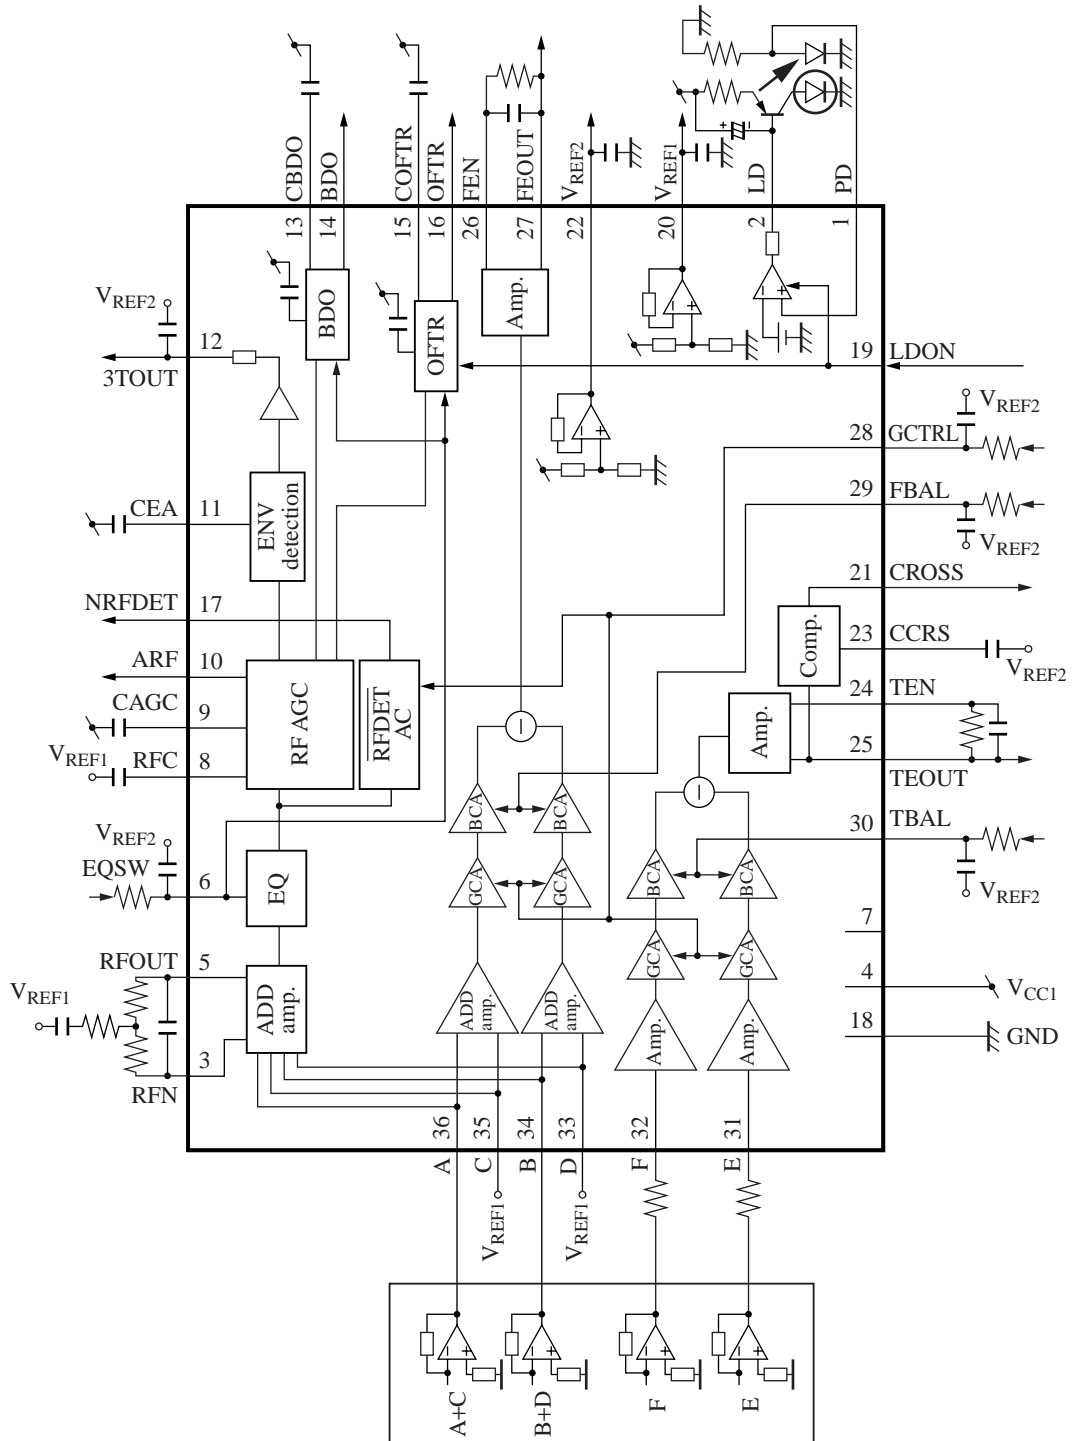 CBDO
13
BDO
14
COFTR
15
OFTR
16
FEN
26
FEOUT
27
VREF2
22
VREF1
20
LD
2
PD
1
+
−
VREF2
12
3TOUT
BDO
OFTR
Amp.
−
+
−
+
−
+
19
LDON
VREF2
28
GCTRL
29
FBAL
VREF2
21
CROSS
23
CCRS
VREF2
24
TEN
25
TEOUT
30
TBAL
VREF2
7
4
VCC1
18
GND
CEA
11
ENV
detection
NRFDET
17
ARF
10
CAGC
9
VREF1
RFC
8
RF AGC
RFDET
AC
VREF2
EQSW
6
EQ
RFOUT
5
VREF1
ADD
amp.
3
RFN
−
BCA
BCA
GCA
GCA
ADD
amp.
ADD
amp.
Comp.
Amp.
−
BCA
BCA
GCA
GCA
Amp.
Amp.
A
36
C
35
B
34
D
33
F
32
E
31
VREF1
VREF1
−
+
A+C
−
+
B+D
−
+
F
−
+
E